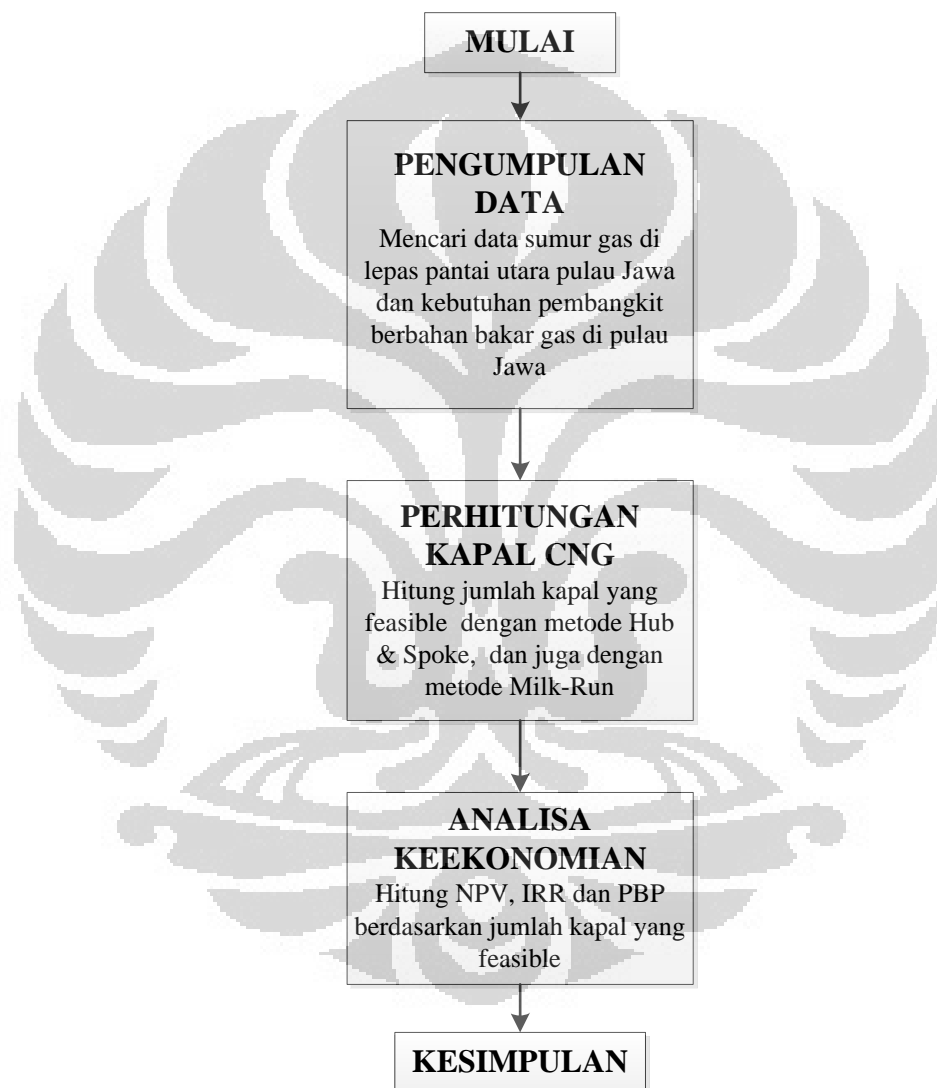 MULAI
PENGUMPULAN
DATA
Mencari data sumur gas di
lepas pantai utara pulau Jawa
dan kebutuhan pembangkit
berbahan bakar gas di pulau
Jawa
PERHITUNGAN
KAPAL CNG
Hitung jumlah kapal yang
feasible dengan metode Hub
& Spoke, dan juga dengan
metode Milk-Run
ANALISA
KEEKONOMIAN
Hitung NPV, IRR dan PBP
berdasarkan jumlah kapal yang
feasible
KESIMPULAN